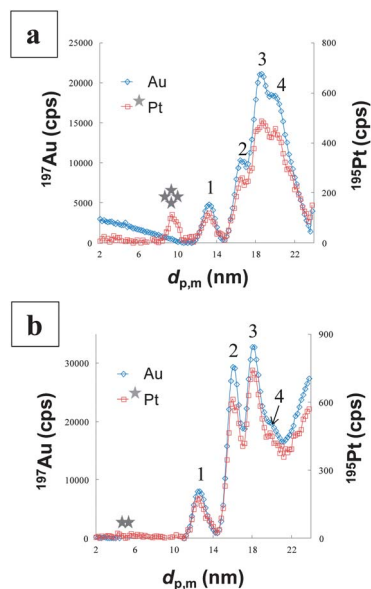 a
25000
20000
15000
10000
5000
0
197Au (cps)
800
600
400
200
0
195Pt (cps)
Au
Pt
1
2
3
4
2 6 10 14 18 22
dp,m (nm)
b
30000
20000
10000
0
197Au (cps)
900
600
300
0
195Pt (cps)
Au
Pt
1
2
3
4
2 6 10 14 18 22
dp,m (nm)